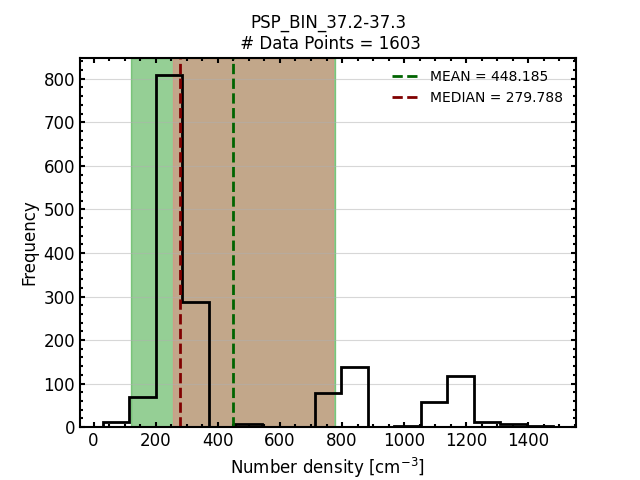 PSP_BIN_37.2-37.3
# Data Points = 1603
MEAN = 448.185
MEDIAN = 279.788
Frequency
800
700
600
500
400
300
200
100
0
0 200 400 600 800 1000 1200 1400
Number density [cm⁻³]